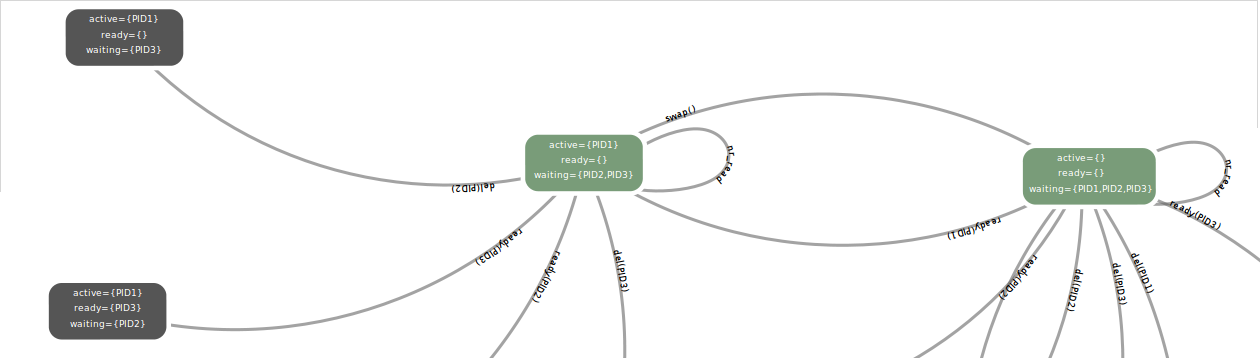 active={PID1}
ready={}
waiting={PID3}
swap()
active={PID1}
ready={}
waiting={PID2,PID3}
nr_read
active={}
ready={}
waiting={PID1,PID2,PID3}
nr_read
del(PID2)
ready(PID3)
ready(PID1)
ready(PID3)
ready(PID2)
del(PID3)
ready(PID2)
del(PID2)
del(PID3)
del(PID1)
active={PID1}
ready={PID3}
waiting={PID2}